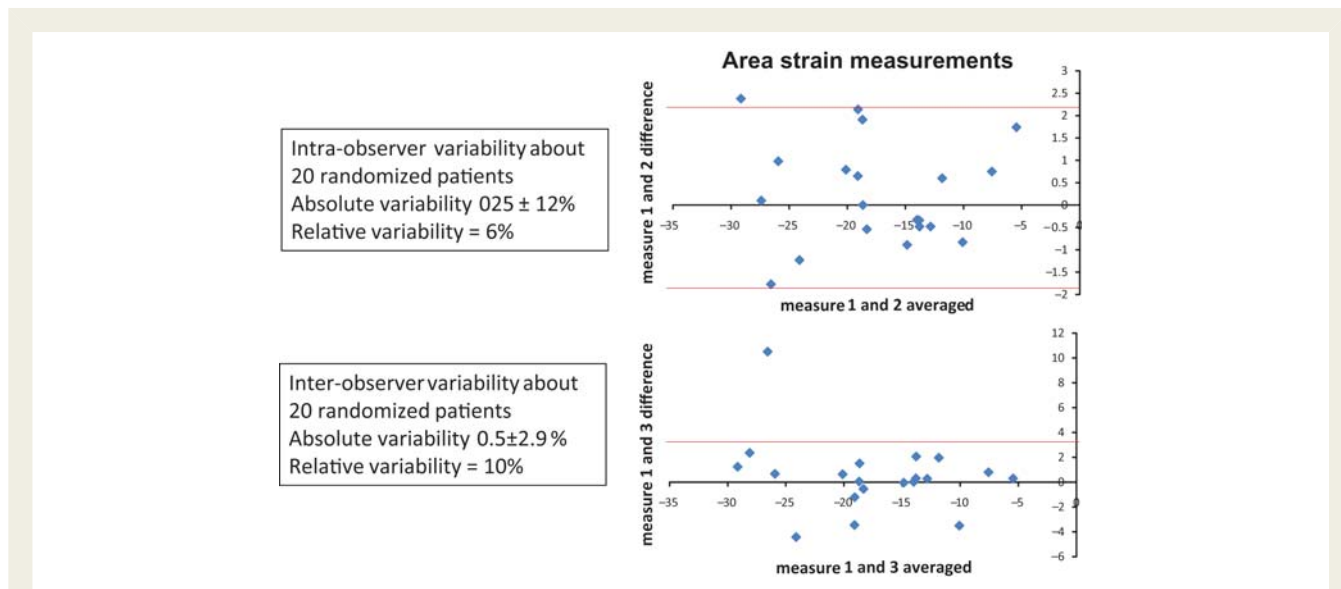 Area strain measurements
Intra-observer variability about
20 randomized patients
Absolute variability 025 ± 12%
Relative variability = 6%
measure 1 and 2 difference
3
2.5
2
1.5
1
0.5
0
−0.5
−1
−1.5
−2
−35
−30
−25
−20
−15
−10
−5
0
measure 1 and 2 averaged
Inter-observer variability about
20 randomized patients
Absolute variability 0.5±2.9 %
Relative variability = 10%
measure 1 and 3 difference
12
10
8
6
4
2
0
−2
−4
−6
−35
−30
−25
−20
−15
−10
−5
0
measure 1 and 3 averaged